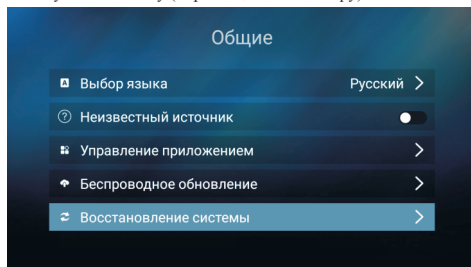 Общие
Выбор языка Русский
Неизвестный источник
Управление приложением
Беспроводное обновление
Восстановление системы